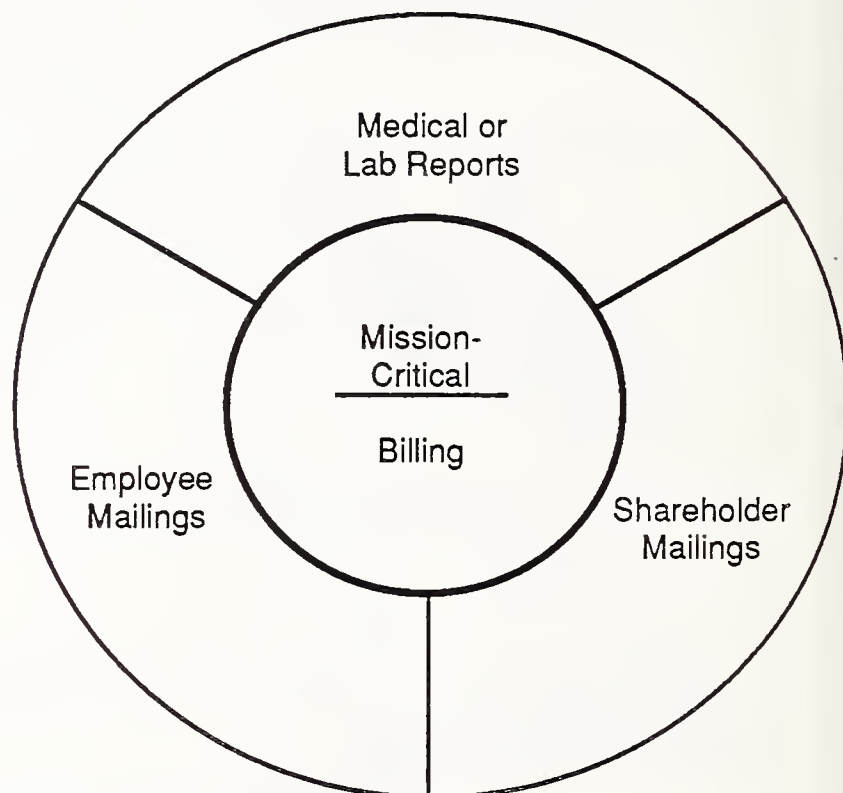 Medical or
Lab Reports
Mission-
Critical
Billing
Employee
Mailings
Shareholder
Mailings